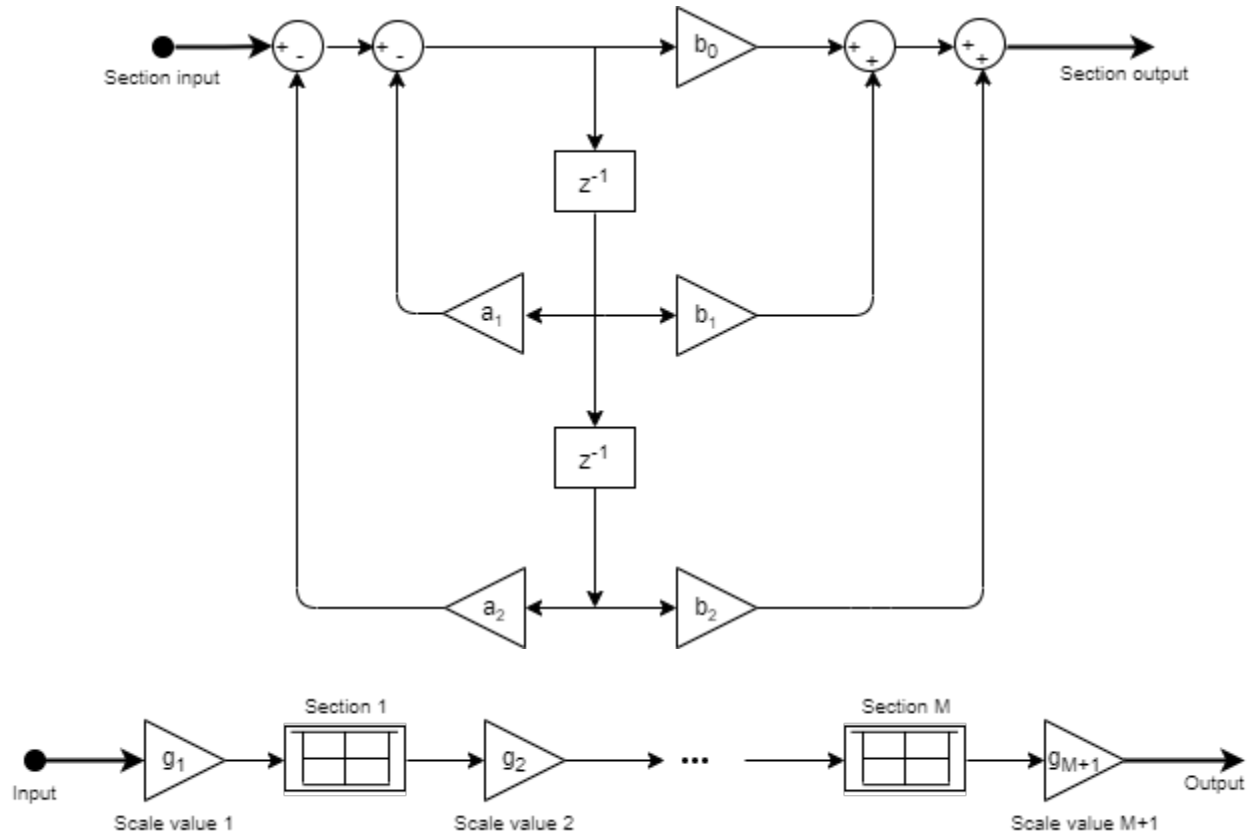 +
-
+
-
b₀
+
+
+
+
Section input
Section output
z⁻¹
a₁
b₁
z⁻¹
a₂
b₂
Section 1
Section M
g₁
g₂
...
gM+1
Input
Output
Scale value 1
Scale value 2
Scale value M+1